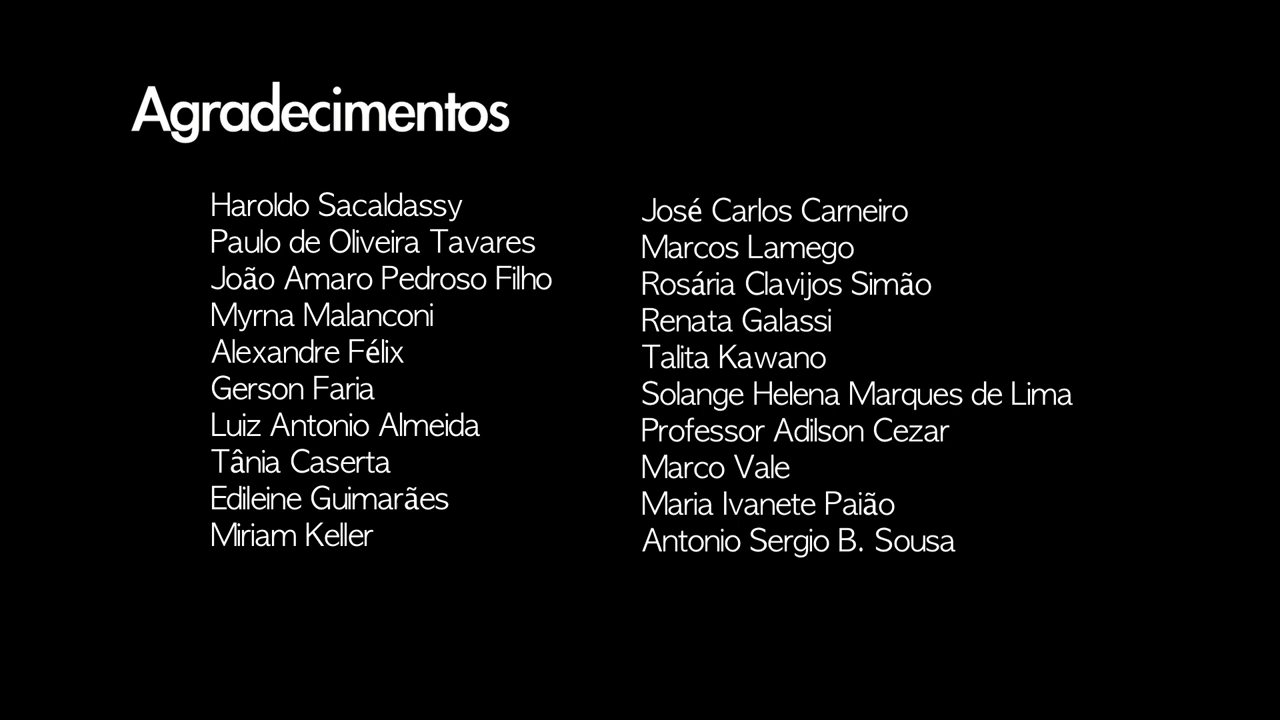 Agradecimentos
Haroldo Sacaldassy
Paulo de Oliveira Tavares
João Amaro Pedroso Filho
Myrna Malanconi
Alexandre Félix
Gerson Faria
Luiz Antonio Almeida
Tânia Caserta
Edileine Guimarães
Miriam Keller
José Carlos Carneiro
Marcos Lamego
Rosária Clavijos Simão
Renata Galassi
Talita Kawano
Solange Helena Marques de Lima
Professor Adilson Cezar
Marco Vale
Maria Ivanete Paião
Antonio Sergio B. Sousa